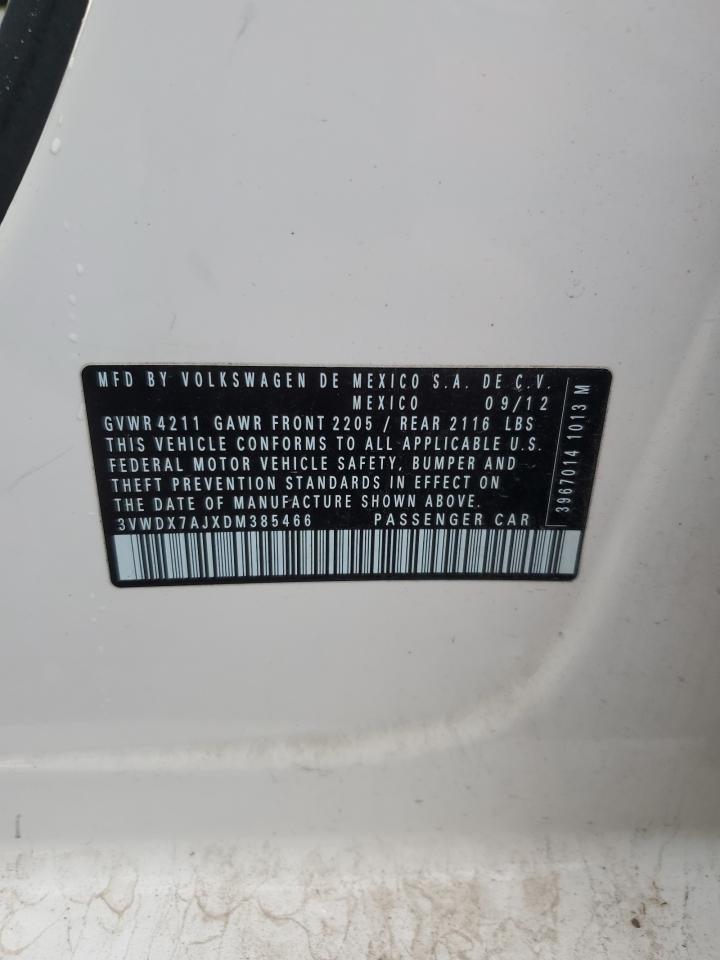 MFD BY VOLKSWAGEN DE MEXICO S.A. DE C.V.
MEXICO 09/12
GVWR 4211 GAWR FRONT 2205 / REAR 2116 LBS
THIS VEHICLE CONFORMS TO ALL APPLICABLE U.S.
FEDERAL MOTOR VEHICLE SAFETY, BUMPER AND
THEFT PREVENTION STANDARDS IN EFFECT ON
THE DATE OF MANUFACTURE SHOWN ABOVE.
3VWDX7AJXDM385466 PASSENGER CAR
3967014 1013 M